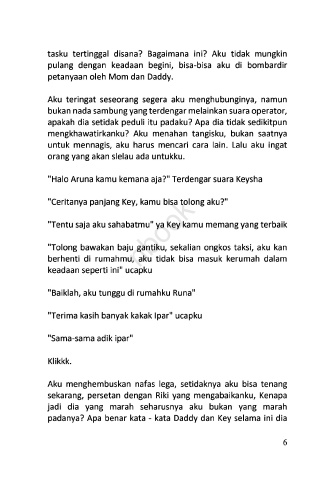 tasku tertinggal disana? Bagaimana ini? Aku tidak mungkin
pulang dengan keadaan begini, bisa-bisa aku di bombardir
petanyaan oleh Mom dan Daddy.
Aku teringat seseorang segera aku menghubunginya, namun
bukan nada sambung yang terdengar melainkan suara operator,
apakah dia setidak peduli itu padaku? Apa dia tidak sedikitpun
mengkhawatirkanku? Aku menahan tangisku, bukan saatnya
untuk mennagis, aku harus mencari cara lain. Lalu aku ingat
orang yang akan slelau ada untukku.
"Halo Aruna kamu kemana aja?" Terdengar suara Keysha
"Ceritanya panjang Key, kamu bisa tolong aku?"
"Tentu saja aku sahabatmu" ya Key kamu memang yang terbaik
"Tolong bawakan baju gantiku, sekalian ongkos taksi, aku kan
berhenti di rumahmu, aku tidak bisa masuk kerumah dalam
keadaan seperti ini" ucapku
"Baiklah, aku tunggu di rumahku Runa"
"Terima kasih banyak kakak Ipar" ucapku
"Sama-sama adik ipar"
Klikkk.
Aku menghembuskan nafas lega, setidaknya aku bisa tenang
sekarang, persetan dengan Riki yang mengabaikanku, Kenapa
jadi dia yang marah seharusnya aku bukan yang marah
padanya? Apa benar kata - kata Daddy dan Key selama ini dia
6